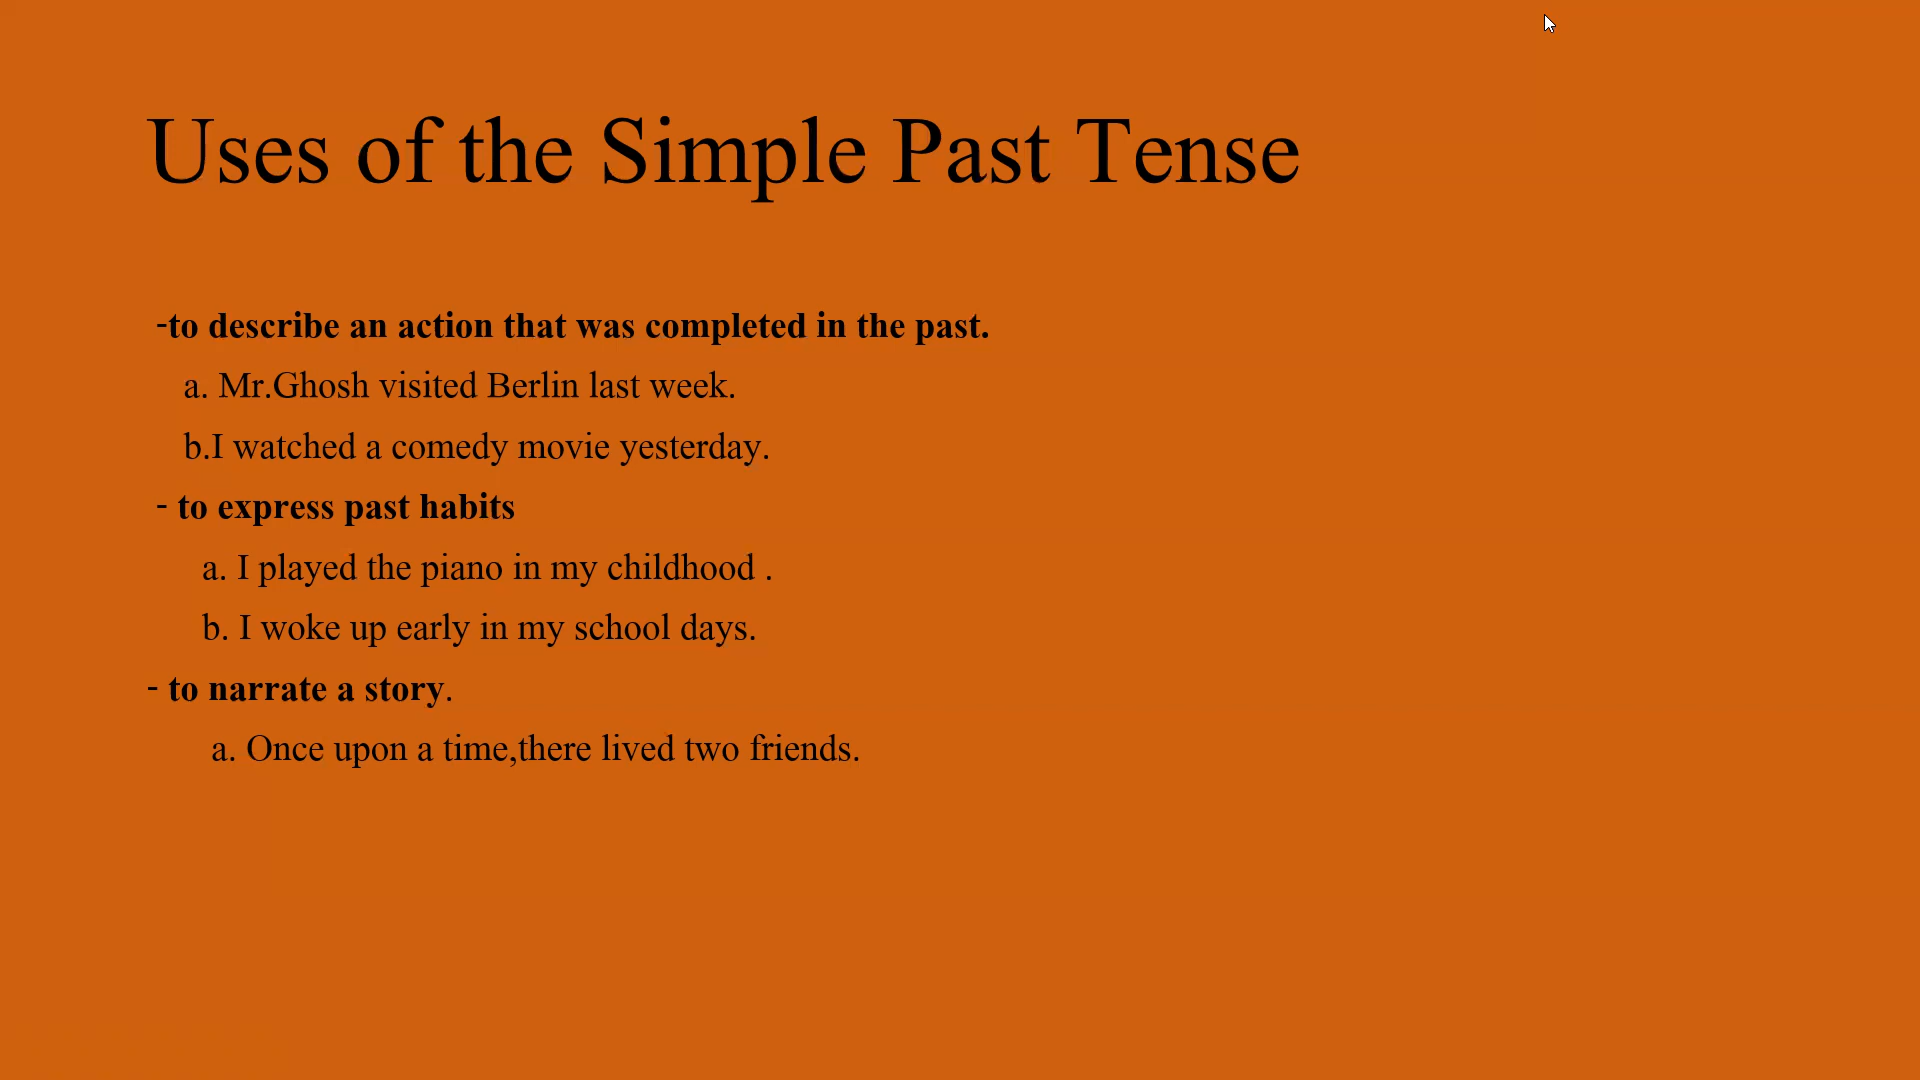 Uses of the Simple Past Tense
-to describe an action that was completed in the past.
a. Mr.Ghosh visited Berlin last week.
b.I watched a comedy movie yesterday.
- to express past habits
a. I played the piano in my childhood .
b. I woke up early in my school days.
- to narrate a story.
a. Once upon a time,there lived two friends.